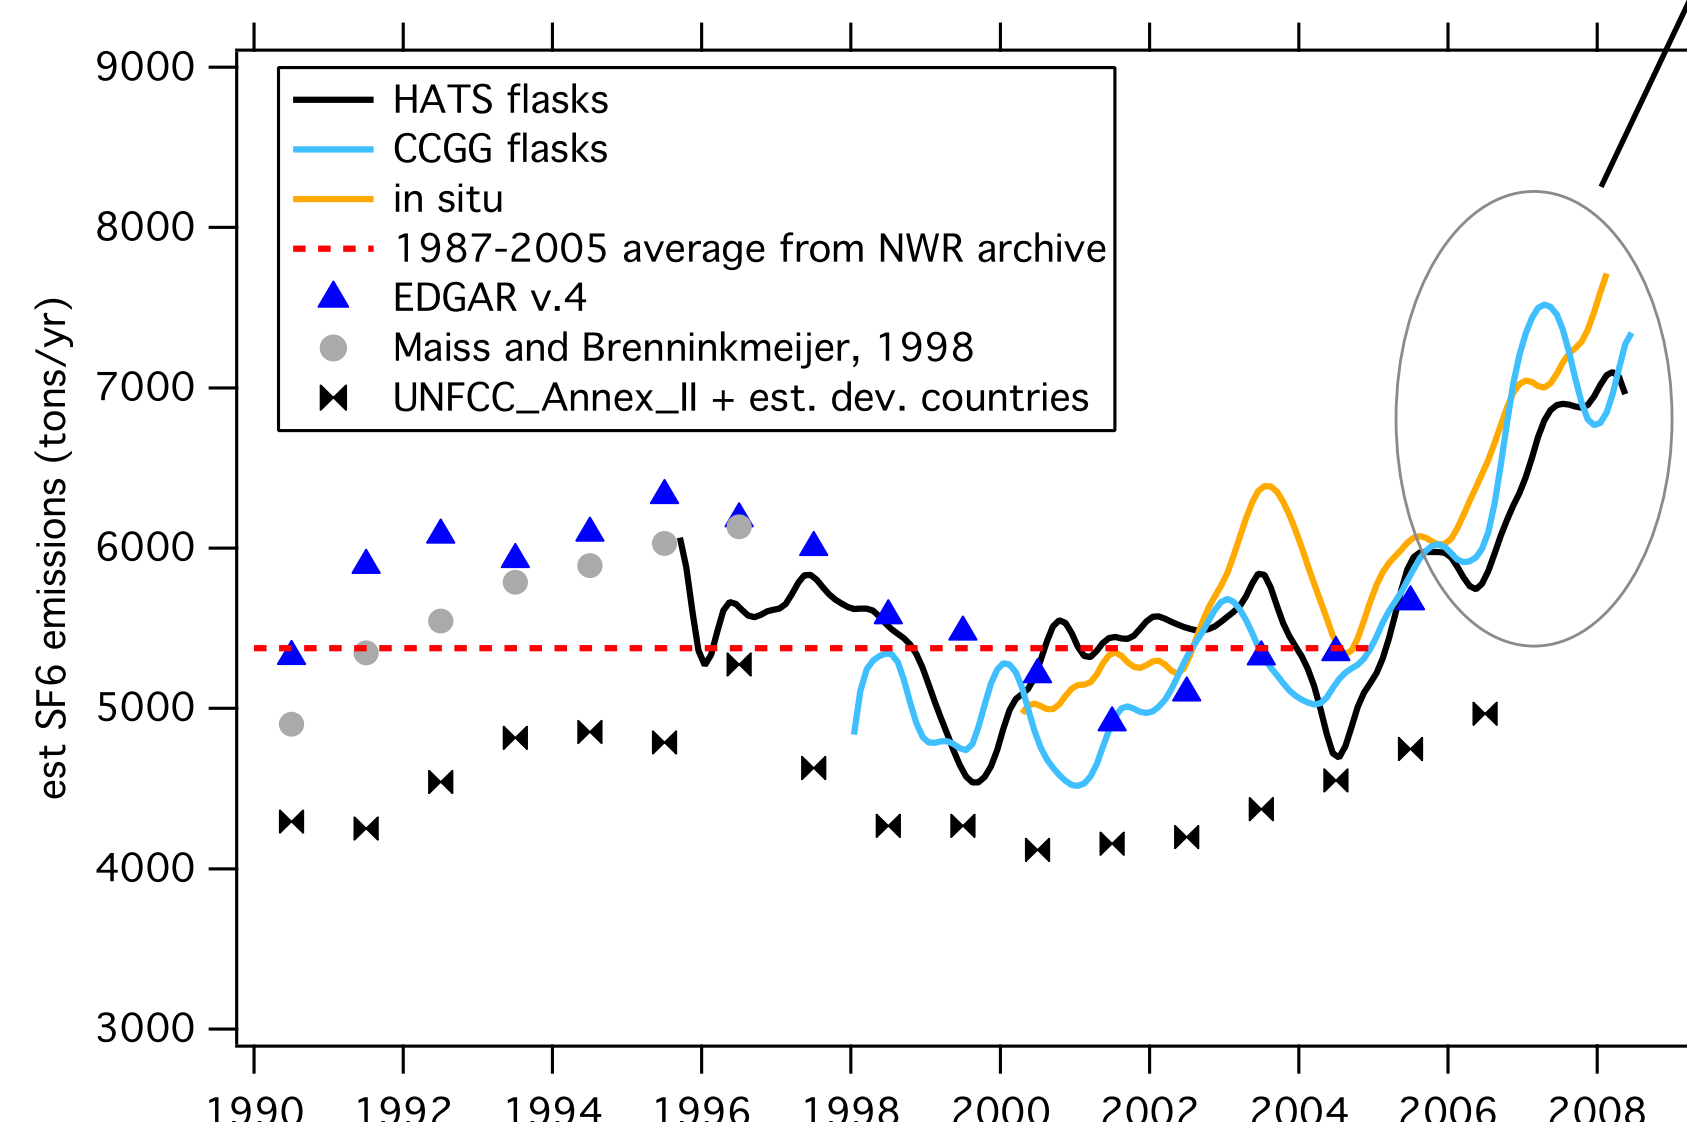 9000
8000
7000
6000
5000
4000
3000
est SF6 emissions (tons/yr)
HATS flasks
CCGG flasks
in situ
1987-2005 average from NWR archive
EDGAR v.4
Maiss and Brenninkmeijer, 1998
UNFCC_Annex_II + est. dev. countries
1990 1992 1994 1996 1998 2000 2002 2004 2006 2008